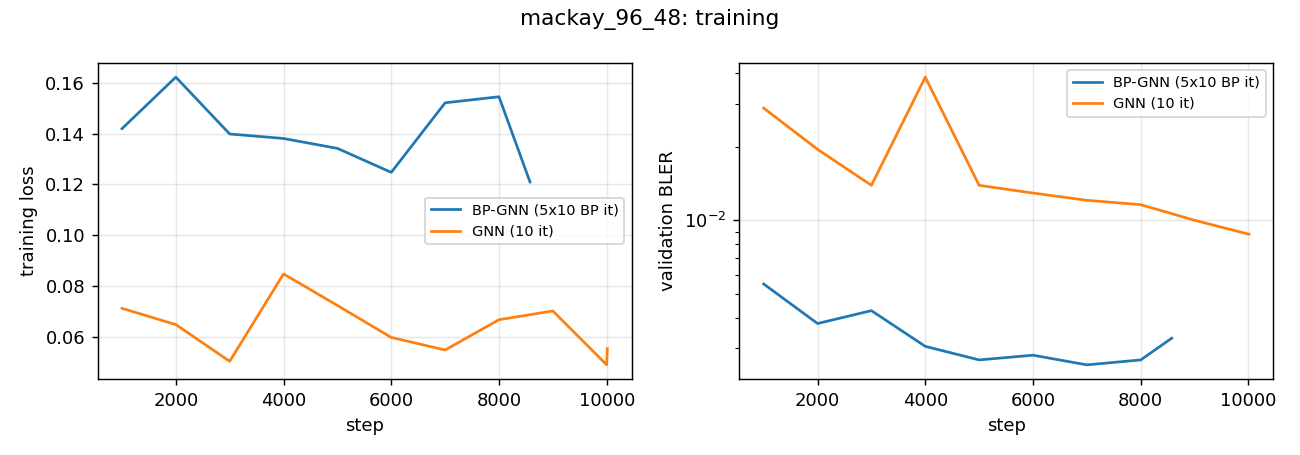 mackay_96_48: training
training loss
0.16
0.14
0.12
0.10
0.08
0.06
BP-GNN (5x10 BP it)
GNN (10 it)
2000 4000 6000 8000 10000
step
validation BLER
10⁻²
BP-GNN (5x10 BP it)
GNN (10 it)
2000 4000 6000 8000 10000
step